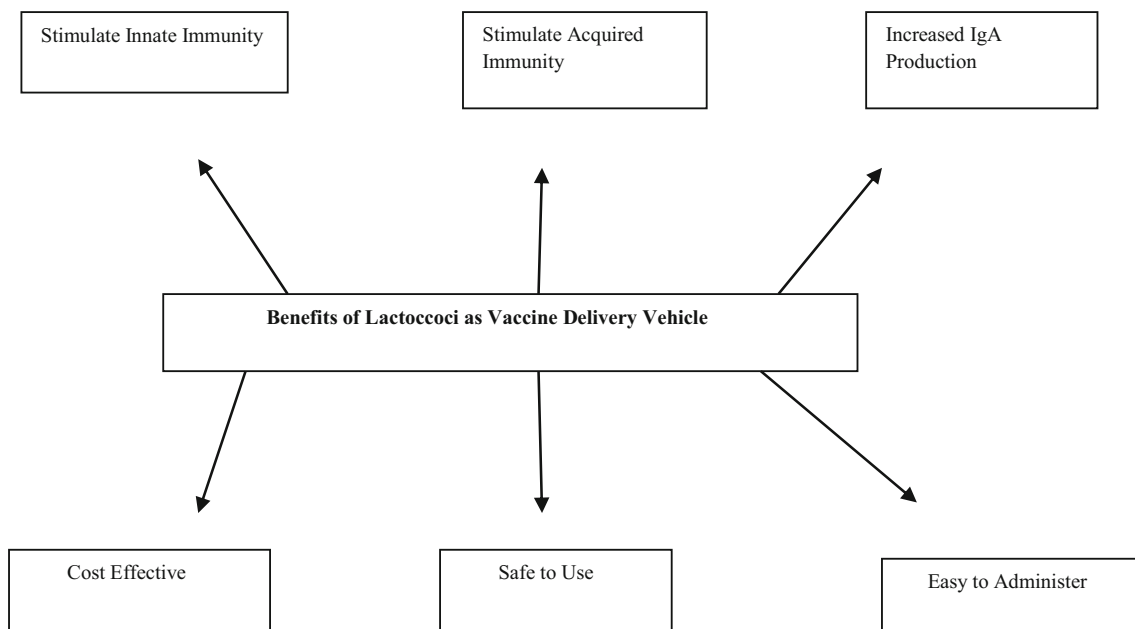 Stimulate Innate Immunity
Stimulate Acquired
Immunity
Increased IgA
Production
Benefits of Lactoccoci as Vaccine Delivery Vehicle
Cost Effective
Safe to Use
Easy to Administer